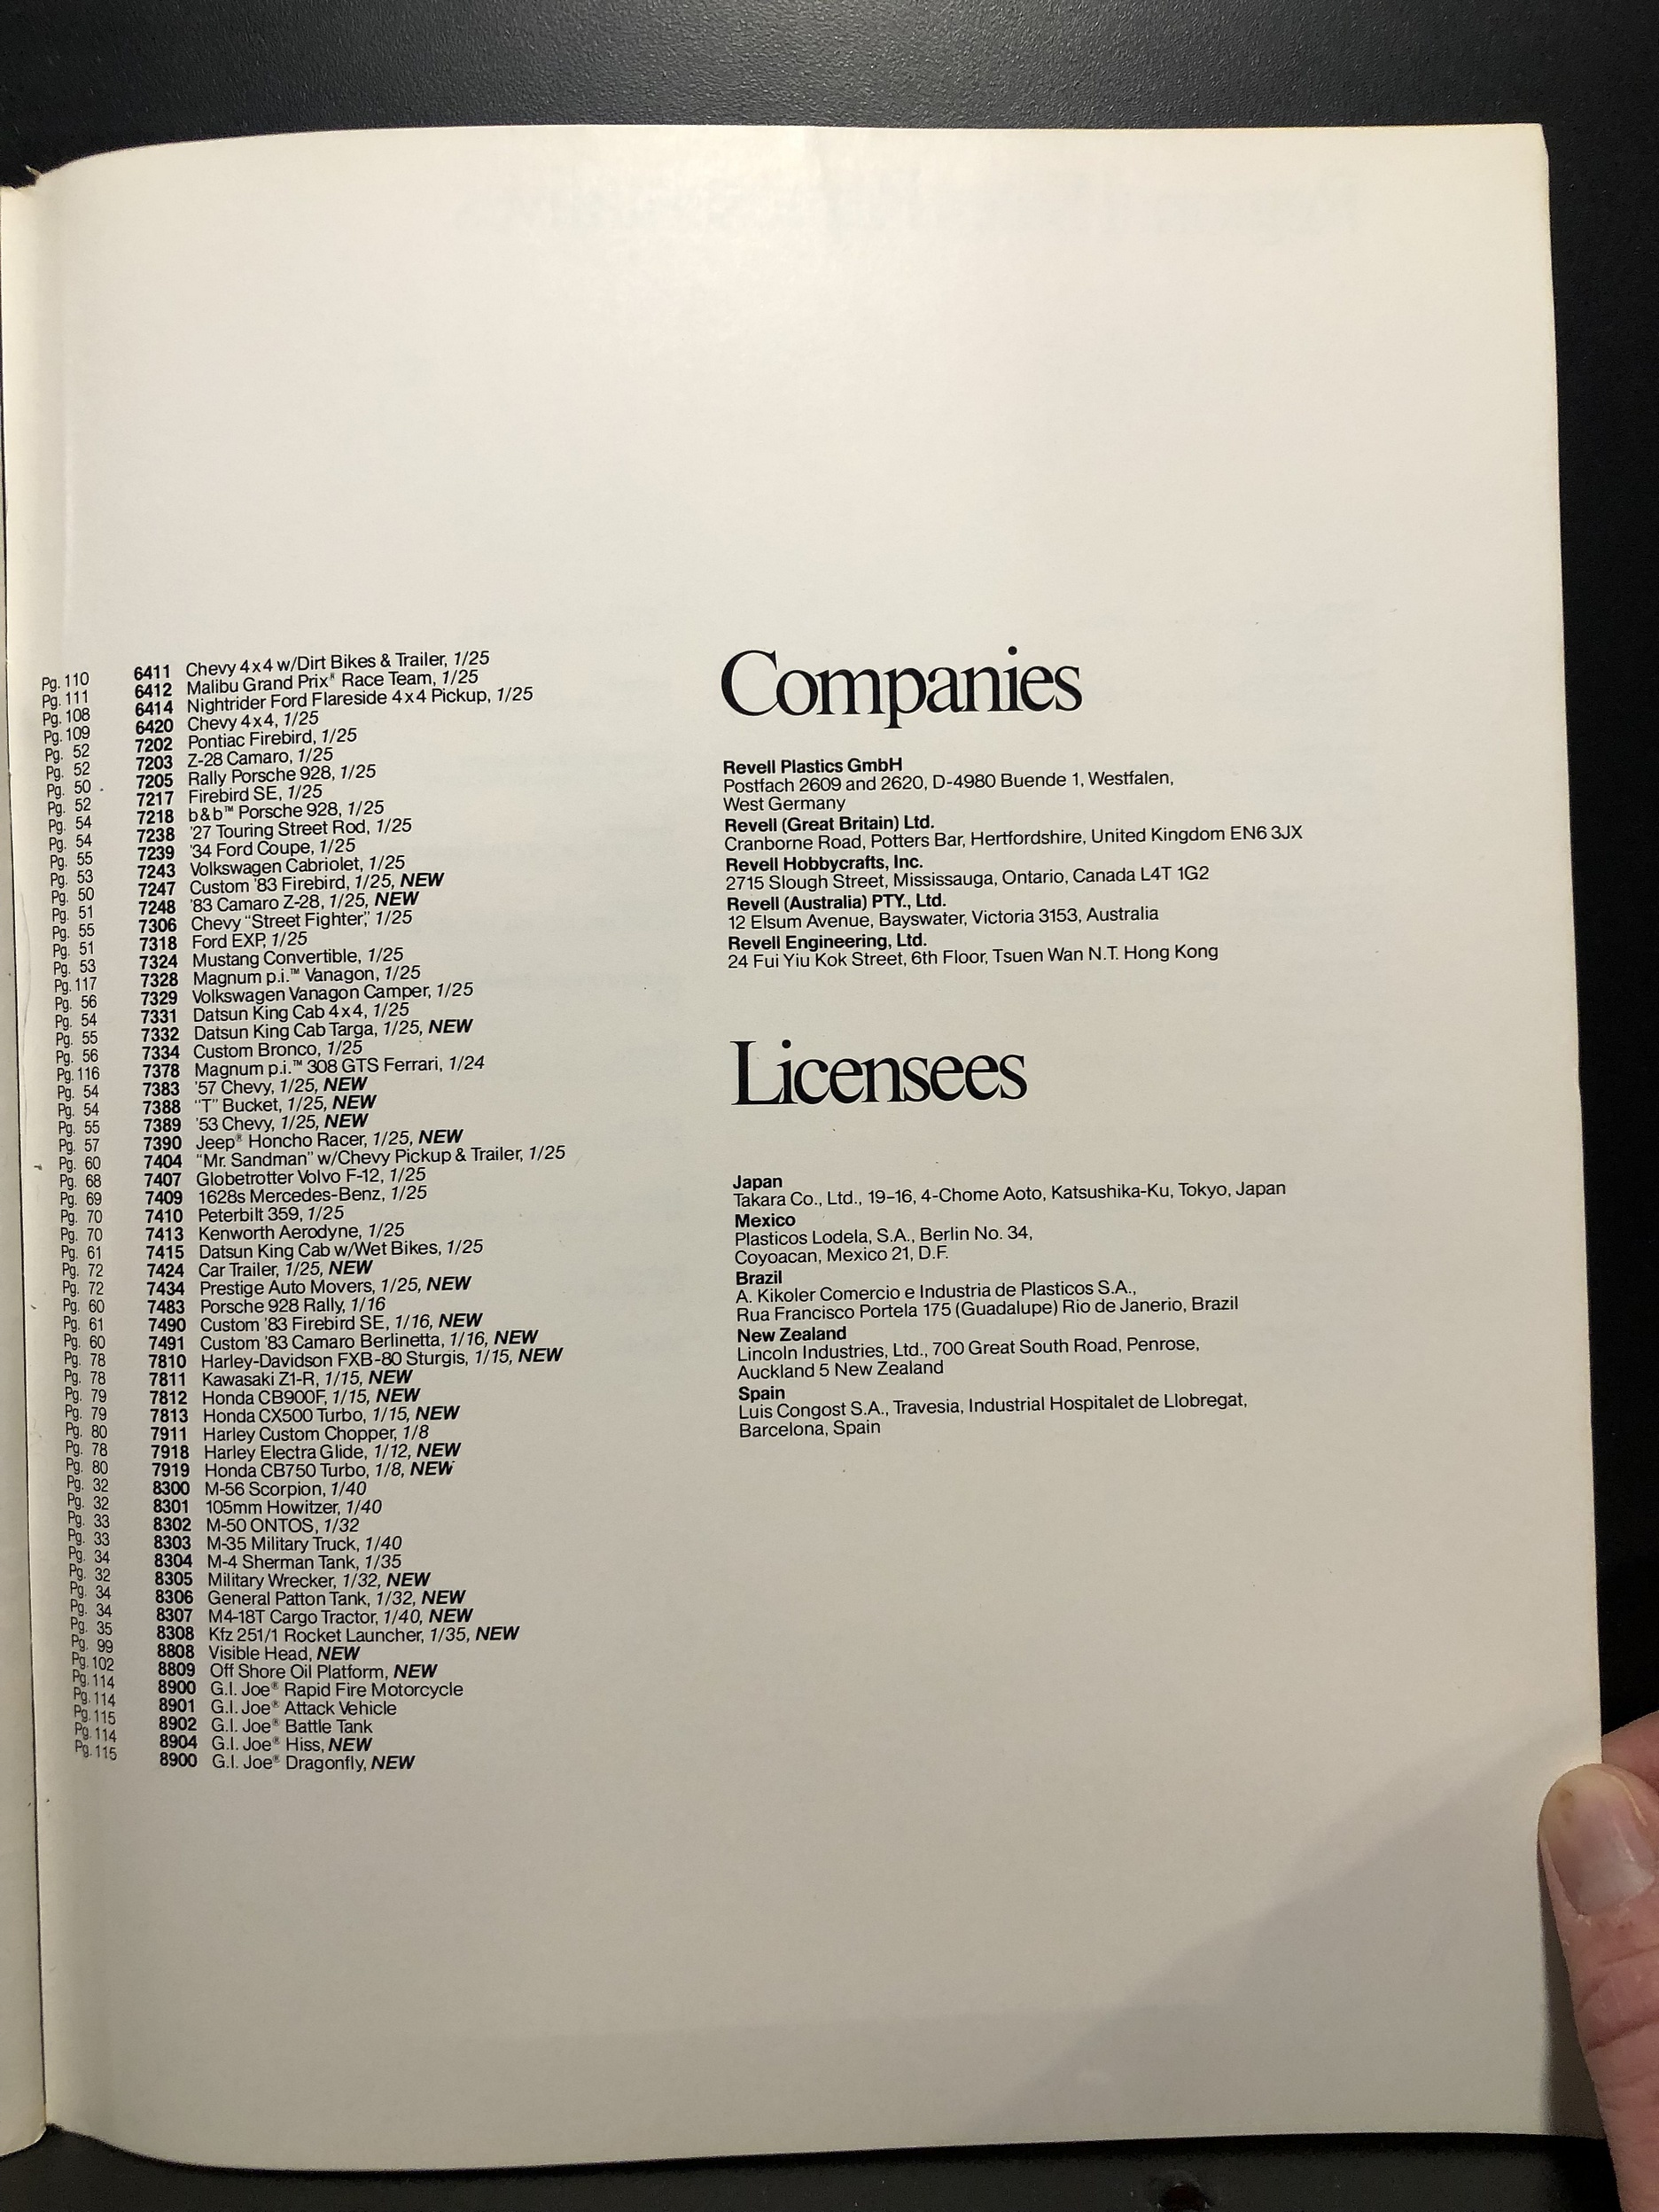 Pg. 110 6411 Chevy 4x4 w/Dirt Bikes & Trailer, 1/25
Pg. 111 6412 Malibu Grand Prix® Race Team, 1/25
Pg. 108 6414 Nightrider Ford Flareside 4x4 Pickup, 1/25
Pg. 109 6420 Chevy 4x4, 1/25
Pg. 52 7202 Pontiac Firebird, 1/25
Pg. 52 7203 Z-28 Camaro, 1/25
Pg. 50 7205 Rally Porsche 928, 1/25
Pg. 52 7217 Firebird SE, 1/25
Pg. 54 7218 b&b™ Porsche 928, 1/25
Pg. 54 7238 '27 Touring Street Rod, 1/25
Pg. 55 7239 '34 Ford Coupe, 1/25
Pg. 53 7243 Volkswagen Cabriolet, 1/25
Pg. 50 7247 Custom '83 Firebird, 1/25, NEW
Pg. 51 7248 '83 Camaro Z-28, 1/25, NEW
Pg. 55 7306 Chevy "Street Fighter," 1/25
Pg. 51 7318 Ford EXP, 1/25
Pg. 53 7324 Mustang Convertible, 1/25
Pg. 117 7328 Magnum p.i.™ Vanagon, 1/25
Pg. 56 7329 Volkswagen Vanagon Camper, 1/25
Pg. 54 7331 Datsun King Cab 4x4, 1/25
Pg. 55 7332 Datsun King Cab Targa, 1/25, NEW
Pg. 56 7334 Custom Bronco, 1/25
Pg. 116 7378 Magnum p.i.™ 308 GTS Ferrari, 1/24
Pg. 54 7383 '57 Chevy, 1/25, NEW
Pg. 54 7388 "T" Bucket, 1/25, NEW
Pg. 55 7389 '53 Chevy, 1/25, NEW
Pg. 57 7390 Jeep® Honcho Racer, 1/25, NEW
Pg. 60 7404 "Mr. Sandman" w/Chevy Pickup & Trailer, 1/25
Pg. 68 7407 Globetrotter Volvo F-12, 1/25
Pg. 69 7409 1628s Mercedes-Benz, 1/25
Pg. 70 7410 Peterbilt 359, 1/25
Pg. 70 7413 Kenworth Aerodyne, 1/25
Pg. 61 7415 Datsun King Cab w/Wet Bikes, 1/25
Pg. 72 7424 Car Trailer, 1/25, NEW
Pg. 72 7434 Prestige Auto Movers, 1/25, NEW
Pg. 60 7483 Porsche 928 Rally, 1/16
Pg. 61 7490 Custom '83 Firebird SE, 1/16, NEW
Pg. 60 7491 Custom '83 Camaro Berlinetta, 1/16, NEW
Pg. 78 7810 Harley-Davidson FXB-80 Sturgis, 1/15, NEW
Pg. 78 7811 Kawasaki Z1-R, 1/15, NEW
Pg. 79 7812 Honda CB900F, 1/15, NEW
Pg. 79 7813 Honda CX500 Turbo, 1/15, NEW
Pg. 80 7911 Harley Custom Chopper, 1/8
Pg. 78 7918 Harley Electra Glide, 1/12, NEW
Pg. 80 7919 Honda CB750 Turbo, 1/8, NEW
Pg. 32 8300 M-56 Scorpion, 1/40
Pg. 32 8301 105mm Howitzer, 1/40
Pg. 33 8302 M-50 ONTOS, 1/32
Pg. 33 8303 M-35 Military Truck, 1/40
Pg. 34 8304 M-4 Sherman Tank, 1/35
Pg. 32 8305 Military Wrecker, 1/32, NEW
Pg. 34 8306 General Patton Tank, 1/32, NEW
Pg. 34 8307 M4-18T Cargo Tractor, 1/40, NEW
Pg. 35 8308 Kfz 251/1 Rocket Launcher, 1/35, NEW
Pg. 99 8808 Visible Head, NEW
Pg. 102 8809 Off Shore Oil Platform, NEW
Pg. 114 8900 G.I. Joe® Rapid Fire Motorcycle
Pg. 114 8901 G.I. Joe® Attack Vehicle
Pg. 115 8902 G.I. Joe® Battle Tank
Pg. 114 8904 G.I. Joe® Hiss, NEW
Pg. 115 8900 G.I. Joe® Dragonfly, NEW
Companies
Revell Plastics GmbH
Postfach 2609 and 2620, D-4980 Buende 1, Westfalen,
West Germany
Revell (Great Britain) Ltd.
Cranborne Road, Potters Bar, Hertfordshire, United Kingdom EN6 3JX
Revell Hobbycrafts, Inc.
2715 Slough Street, Mississauga, Ontario, Canada L4T 1G2
Revell (Australia) PTY., Ltd.
12 Elsum Avenue, Bayswater, Victoria 3153, Australia
Revell Engineering, Ltd.
24 Fui Yiu Kok Street, 6th Floor, Tsuen Wan N.T. Hong Kong
Licensees
Japan
Takara Co., Ltd., 19–16, 4-Chome Aoto, Katsushika-Ku, Tokyo, Japan
Mexico
Plasticos Lodela, S.A., Berlin No. 34,
Coyoacan, Mexico 21, D.F.
Brazil
A. Kikoler Comercio e Industria de Plasticos S.A.,
Rua Francisco Portela 175 (Guadalupe) Rio de Janerio, Brazil
New Zealand
Lincoln Industries, Ltd., 700 Great South Road, Penrose,
Auckland 5 New Zealand
Spain
Luis Congost S.A., Travesia, Industrial Hospitalet de Llobregat,
Barcelona, Spain